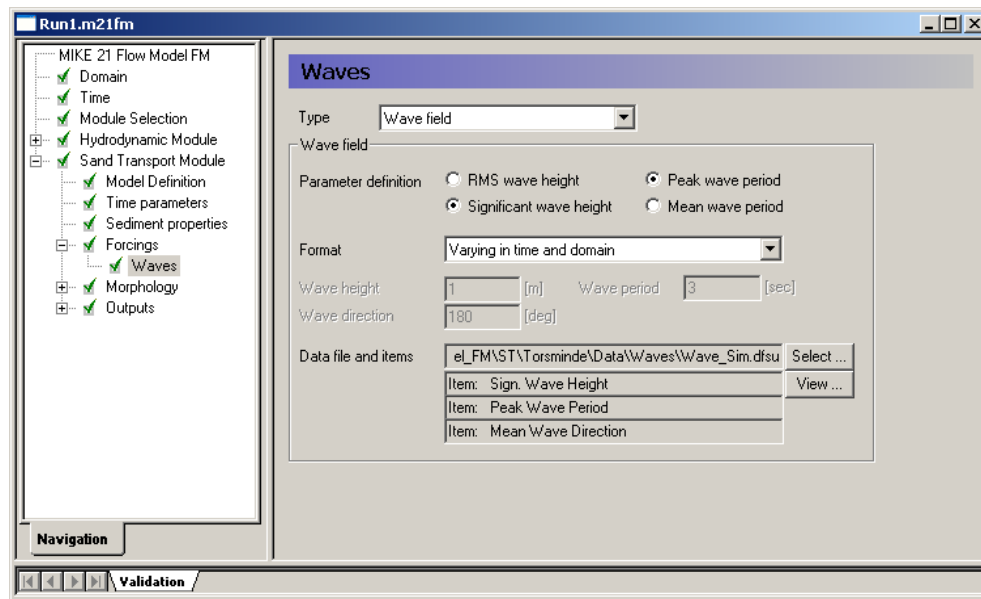 Run1.m21fm
MIKE 21 Flow Model FM
Domain
Time
Module Selection
Hydrodynamic Module
Sand Transport Module
Model Definition
Time parameters
Sediment properties
Forcings
Waves
Morphology
Outputs
Navigation
Waves
Type Wave field
Wave field
Parameter definition RMS wave height Peak wave period
Significant wave height Mean wave period
Format Varying in time and domain
Wave height 1 [m] Wave period 3 [sec]
Wave direction 180 [deg]
Data file and items el_FM\ST\Torsminde\Data\Waves\Wave_Sim.dfsu Select ...
Item: Sign. Wave Height View ...
Item: Peak Wave Period
Item: Mean Wave Direction
Validation